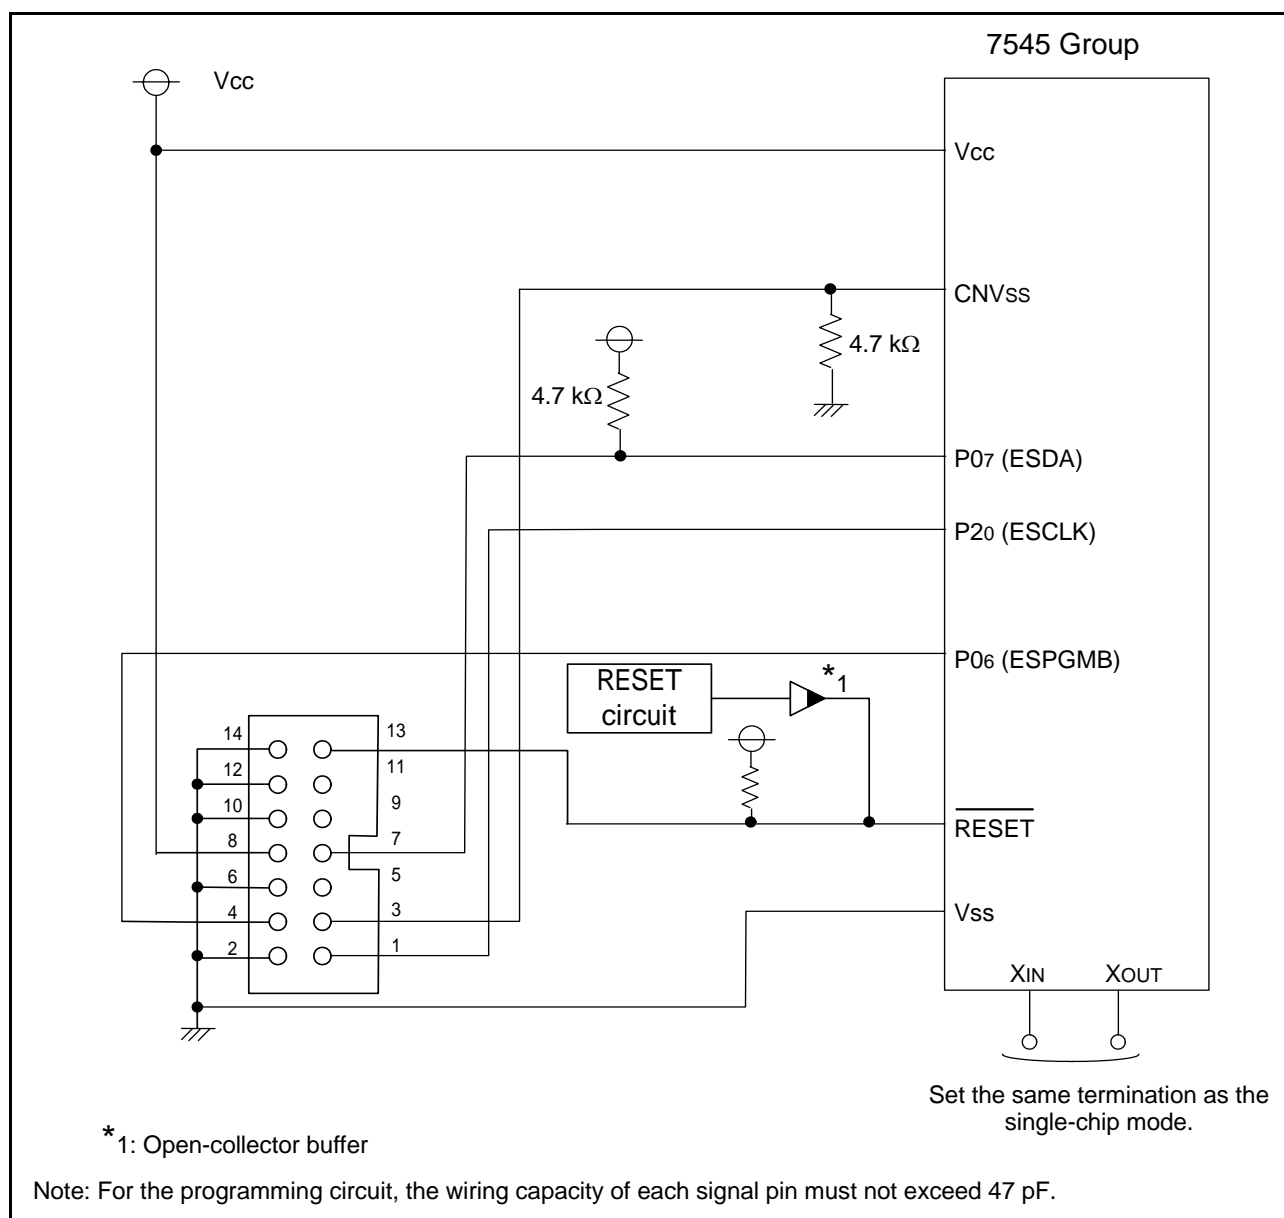 7545 Group
Vcc
Vcc
CNVss
4.7 kΩ
4.7 kΩ
P07 (ESDA)
P20 (ESCLK)
P06 (ESPGMB)
RESET
circuit
*1
14
13
12
11
10
9
8
7
6
5
4
3
2
1
RESET
Vss
XIN
XOUT
Set the same termination as the
single-chip mode.
*1: Open-collector buffer
Note: For the programming circuit, the wiring capacity of each signal pin must not exceed 47 pF.